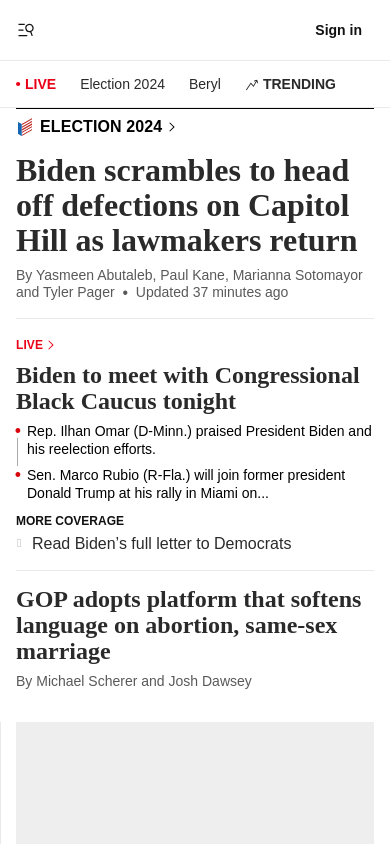 Sign in
LIVE Election 2024 Beryl TRENDING
ELECTION 2024
Biden scrambles to head
off defections on Capitol
Hill as lawmakers return
By Yasmeen Abutaleb, Paul Kane, Marianna Sotomayor
and Tyler Pager • Updated 37 minutes ago
LIVE
Biden to meet with Congressional
Black Caucus tonight
Rep. Ilhan Omar (D-Minn.) praised President Biden and
his reelection efforts.
Sen. Marco Rubio (R-Fla.) will join former president
Donald Trump at his rally in Miami on...
MORE COVERAGE
Read Biden’s full letter to Democrats
GOP adopts platform that softens
language on abortion, same-sex
marriage
By Michael Scherer and Josh Dawsey